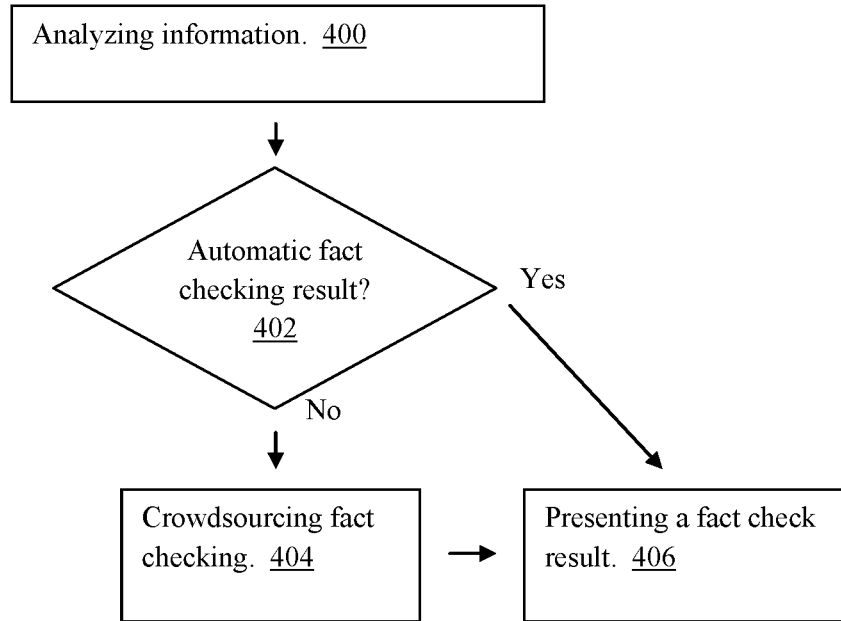 Analyzing information. 400
Automatic fact
checking result?
402
Yes
No
Crowdsourcing fact
checking. 404
Presenting a fact check
result. 406